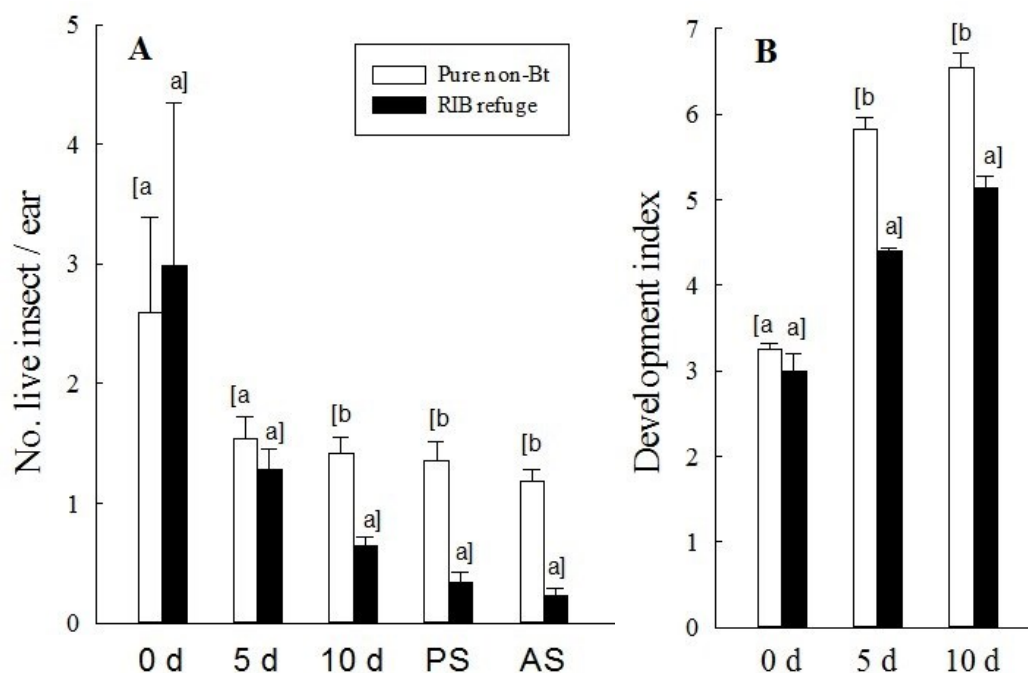 A
Pure non-Bt
RIB refuge
No. live insect / ear
5
4
3
2
1
0
[a a]
[a a]
[b a]
[b a]
[b a]
0 d 5 d 10 d PS AS
B
Development index
7
6
5
4
3
2
1
0
[a a]
[b a]
[b a]
0 d 5 d 10 d